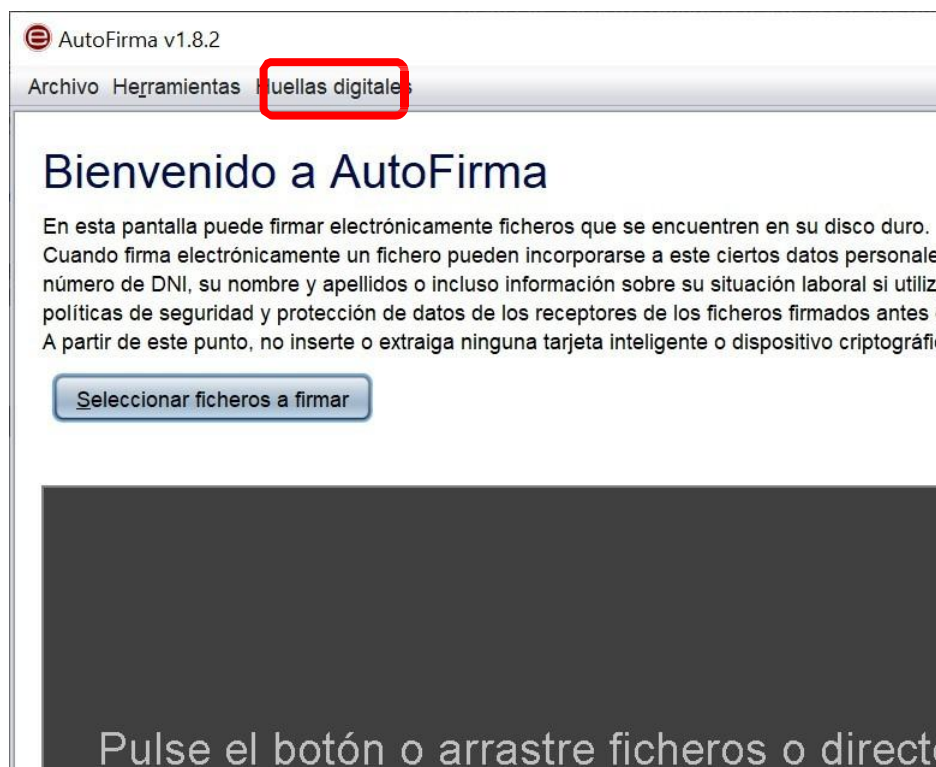 AutoFirma v1.8.2
Archivo Herramientas Huellas digitales
Bienvenido a AutoFirma
En esta pantalla puede firmar electrónicamente ficheros que se encuentren en su disco duro.
Cuando firma electrónicamente un fichero pueden incorporarse a este ciertos datos personale
número de DNI, su nombre y apellidos o incluso información sobre su situación laboral si utiliz
políticas de seguridad y protección de datos de los receptores de los ficheros firmados antes
A partir de este punto, no inserte o extraiga ninguna tarjeta inteligente o dispositivo criptográfi
Seleccionar ficheros a firmar
Pulse el botón o arrastre ficheros o directo